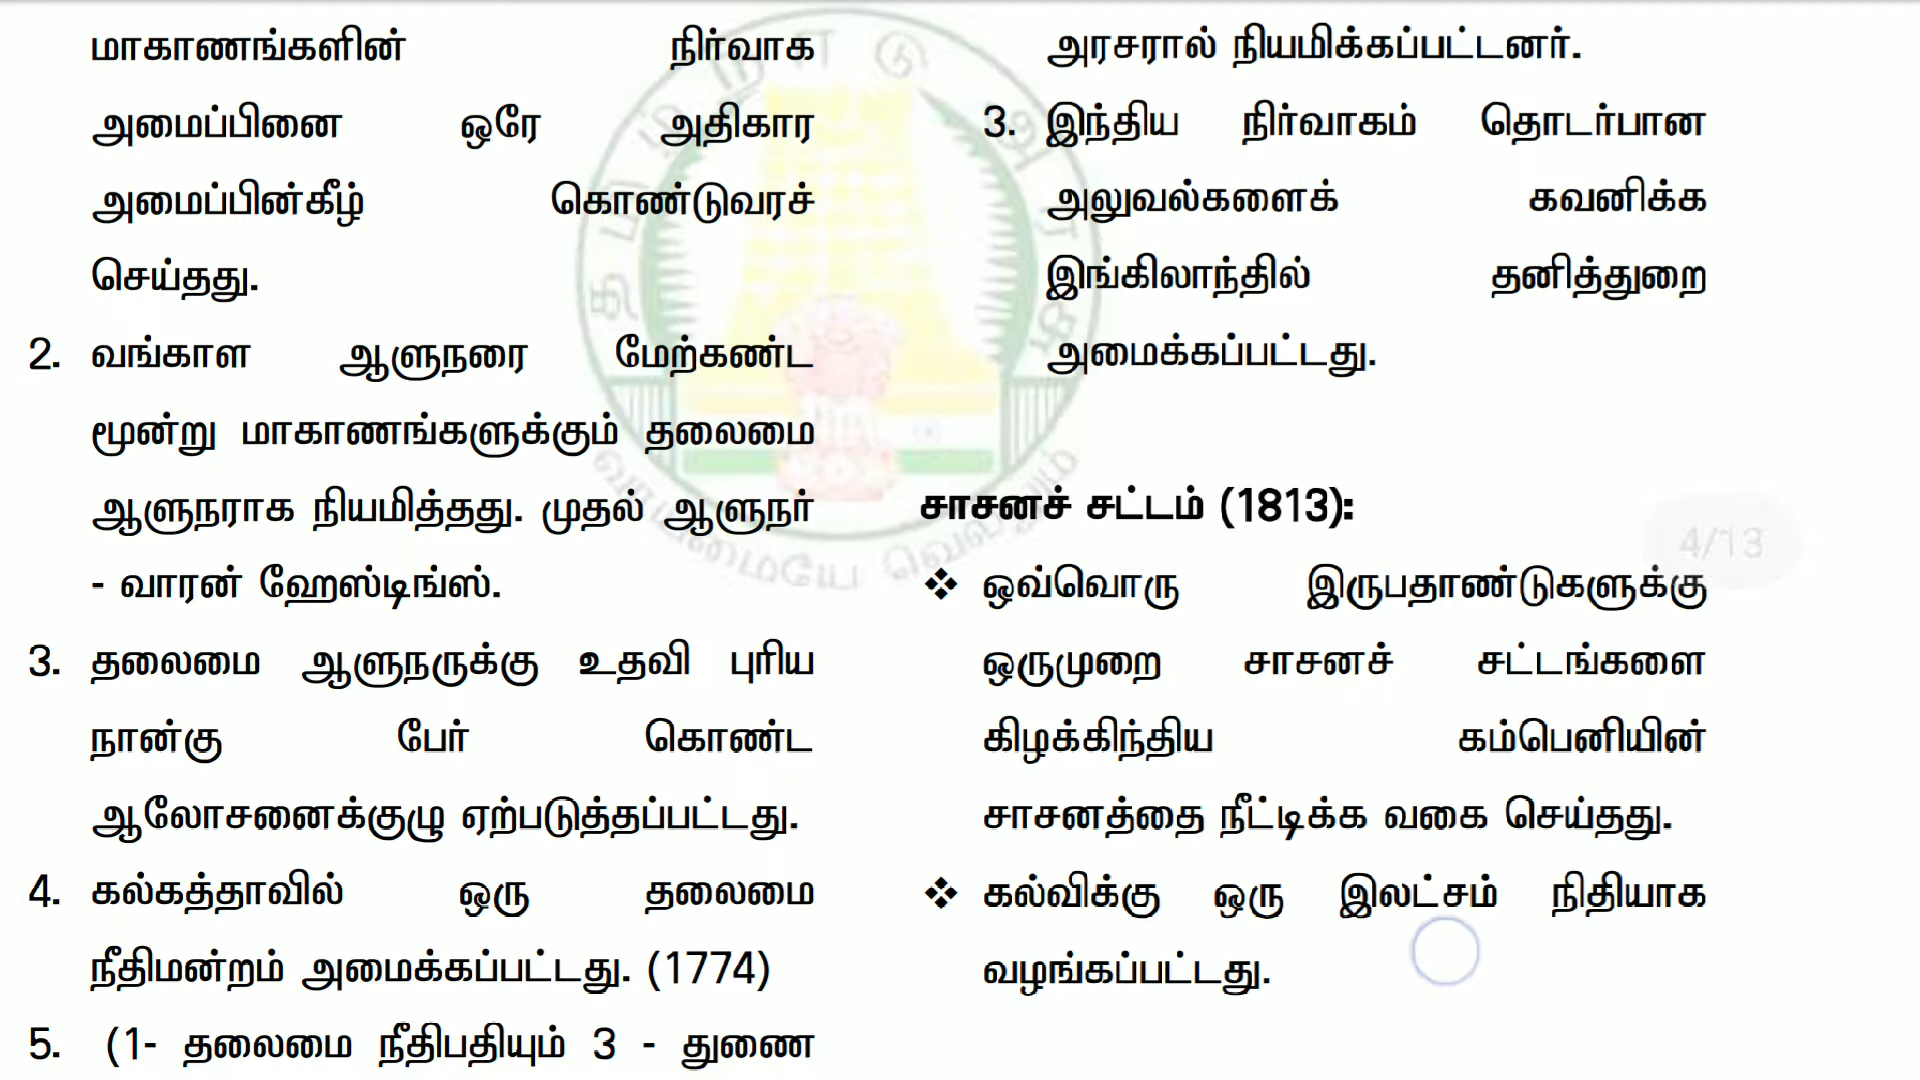 மாகாணங்களின் நிர்வாக
அமைப்பினை ஒரே அதிகார
அமைப்பின்கீழ் கொண்டுவரச்
செய்தது.
2. வங்காள ஆளுநரை மேற்கண்ட
மூன்று மாகாணங்களுக்கும் தலைமை
ஆளுநராக நியமித்தது. முதல் ஆளுநர்
- வாரன் ஹேஸ்டிங்ஸ்.
3. தலைமை ஆளுநருக்கு உதவி புரிய
நான்கு பேர் கொண்ட
ஆலோசனைக்குழு ஏற்படுத்தப்பட்டது.
4. கல்கத்தாவில் ஒரு தலைமை
நீதிமன்றம் அமைக்கப்பட்டது. (1774)
5. (1- தலைமை நீதிபதியும் 3 - துணை
அரசரால் நியமிக்கப்பட்டனர்.
3. இந்திய நிர்வாகம் தொடர்பான
அலுவல்களைக் கவனிக்க
இங்கிலாந்தில் தனித்துறை
அமைக்கப்பட்டது.
சாசனச் சட்டம் (1813):
❖ ஒவ்வொரு இருபதாண்டுகளுக்கு
ஒருமுறை சாசனச் சட்டங்களை
கிழக்கிந்திய கம்பெனியின்
சாசனத்தை நீட்டிக்க வகை செய்தது.
❖ கல்விக்கு ஒரு இலட்சம் நிதியாக
வழங்கப்பட்டது.
4/13
தமிழ்நாடு அரசு
வாய்மையே வெல்லும்